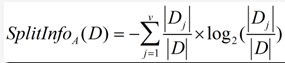 SplitInfo_A(D) = −∑_{j=1}^{v} |D_j|/|D| × log_2(|D_j|/|D|)